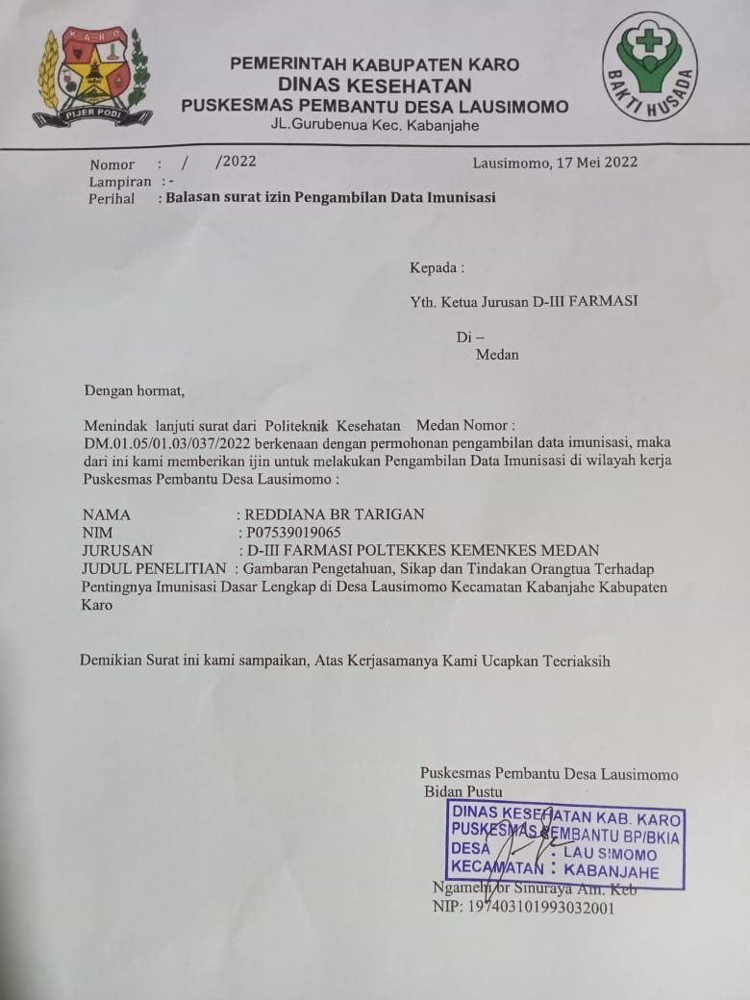 KARO
PIJER PODI
BAKTI HUSADA
PEMERINTAH KABUPATEN KARO
DINAS KESEHATAN
PUSKESMAS PEMBANTU DESA LAUSIMOMO
JL.Gurubenua Kec. Kabanjahe
Nomor : / /2022
Lausimomo, 17 Mei 2022
Lampiran : -
Perihal : Balasan surat izin Pengambilan Data Imunisasi
Kepada :
Yth. Ketua Jurusan D-III FARMASI
Di –
Medan
Dengan hormat,
Menindak lanjuti surat dari Politeknik Kesehatan Medan Nomor :
DM.01.05/01.03/037/2022 berkenaan dengan permohonan pengambilan data imunisasi, maka
dari ini kami memberikan ijin untuk melakukan Pengambilan Data Imunisasi di wilayah kerja
Puskesmas Pembantu Desa Lausimomo :
NAMA : REDDIANA BR TARIGAN
NIM : P07539019065
JURUSAN : D-III FARMASI POLTEKKES KEMENKES MEDAN
JUDUL PENELITIAN : Gambaran Pengetahuan, Sikap dan Tindakan Orangtua Terhadap
Pentingnya Imunisasi Dasar Lengkap di Desa Lausimomo Kecamatan Kabanjahe Kabupaten
Karo
Demikian Surat ini kami sampaikan, Atas Kerjasamanya Kami Ucapkan Teeriaksih
Puskesmas Pembantu Desa Lausimomo
Bidan Pustu
DINAS KESEHATAN KAB. KARO
PUSKESMAS PEMBANTU BP/BKIA
DESA : LAU SIMOMO
KECAMATAN : KABANJAHE
Ngamehi br Sinuraya Am. Keb
NIP: 197403101993032001